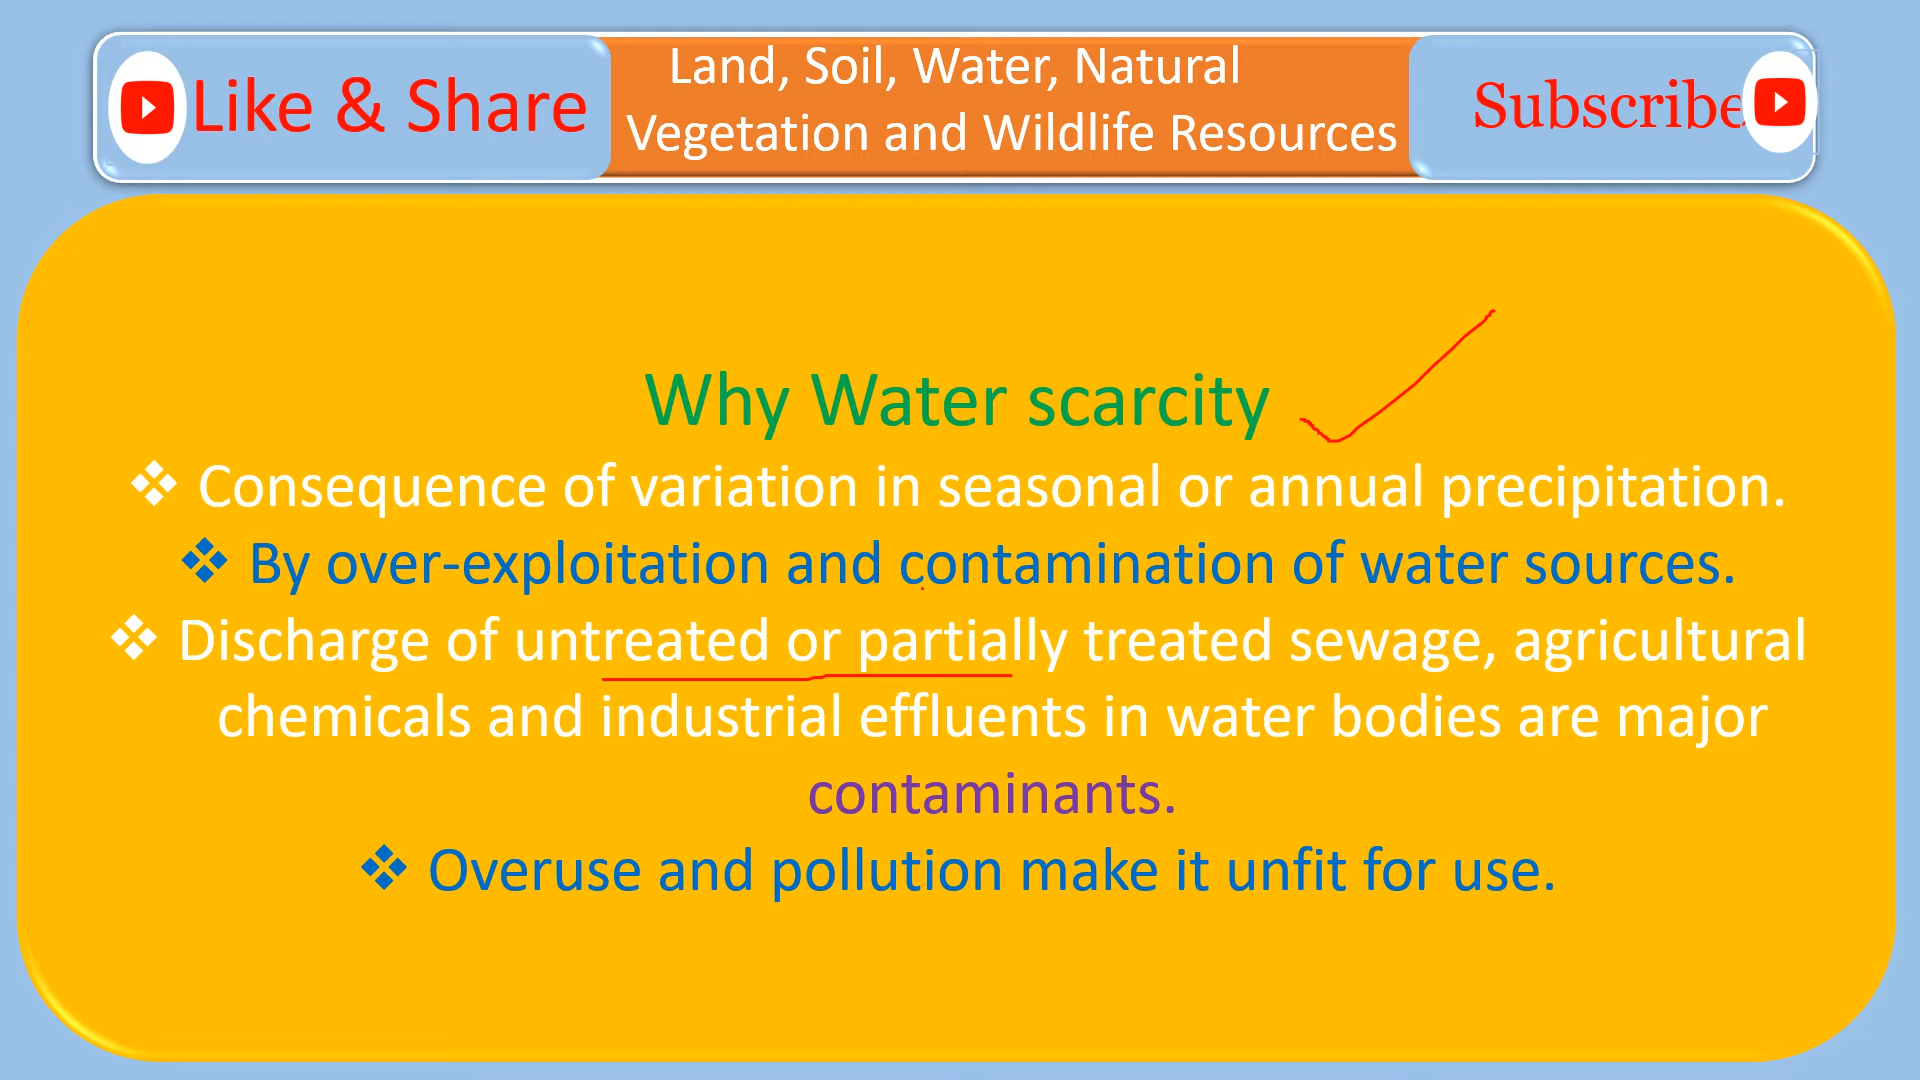 Like & Share
Land, Soil, Water, Natural
Vegetation and Wildlife Resources
Subscribe
Why Water scarcity
❖ Consequence of variation in seasonal or annual precipitation.
❖ By over-exploitation and contamination of water sources.
❖ Discharge of untreated or partially treated sewage, agricultural
chemicals and industrial effluents in water bodies are major
contaminants.
❖ Overuse and pollution make it unfit for use.